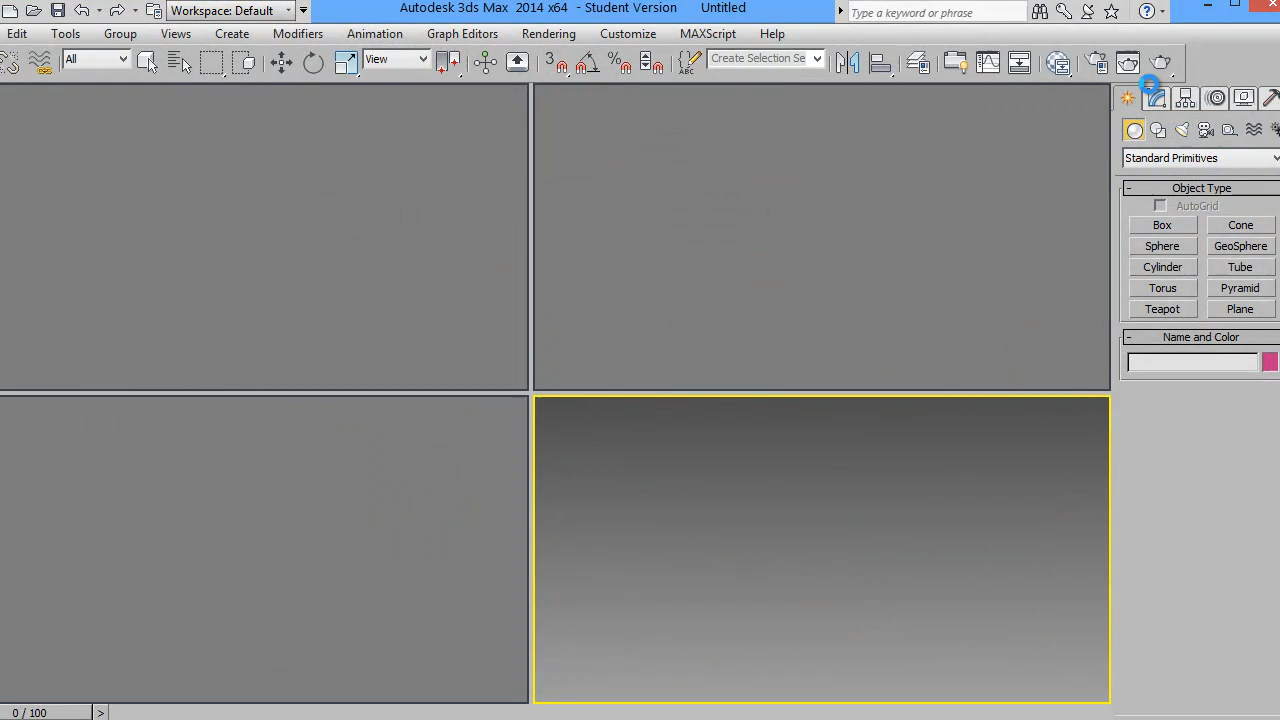 Workspace: Default
Autodesk 3ds Max 2014 x64 - Student Version Untitled
Type a keyword or phrase
Edit Tools Group Views Create Modifiers Animation Graph Editors Rendering Customize MAXScript Help
All
View
3
Create Selection Se
Standard Primitives
Object Type
AutoGrid
Box Cone
Sphere GeoSphere
Cylinder Tube
Torus Pyramid
Teapot Plane
Name and Color
0 / 100